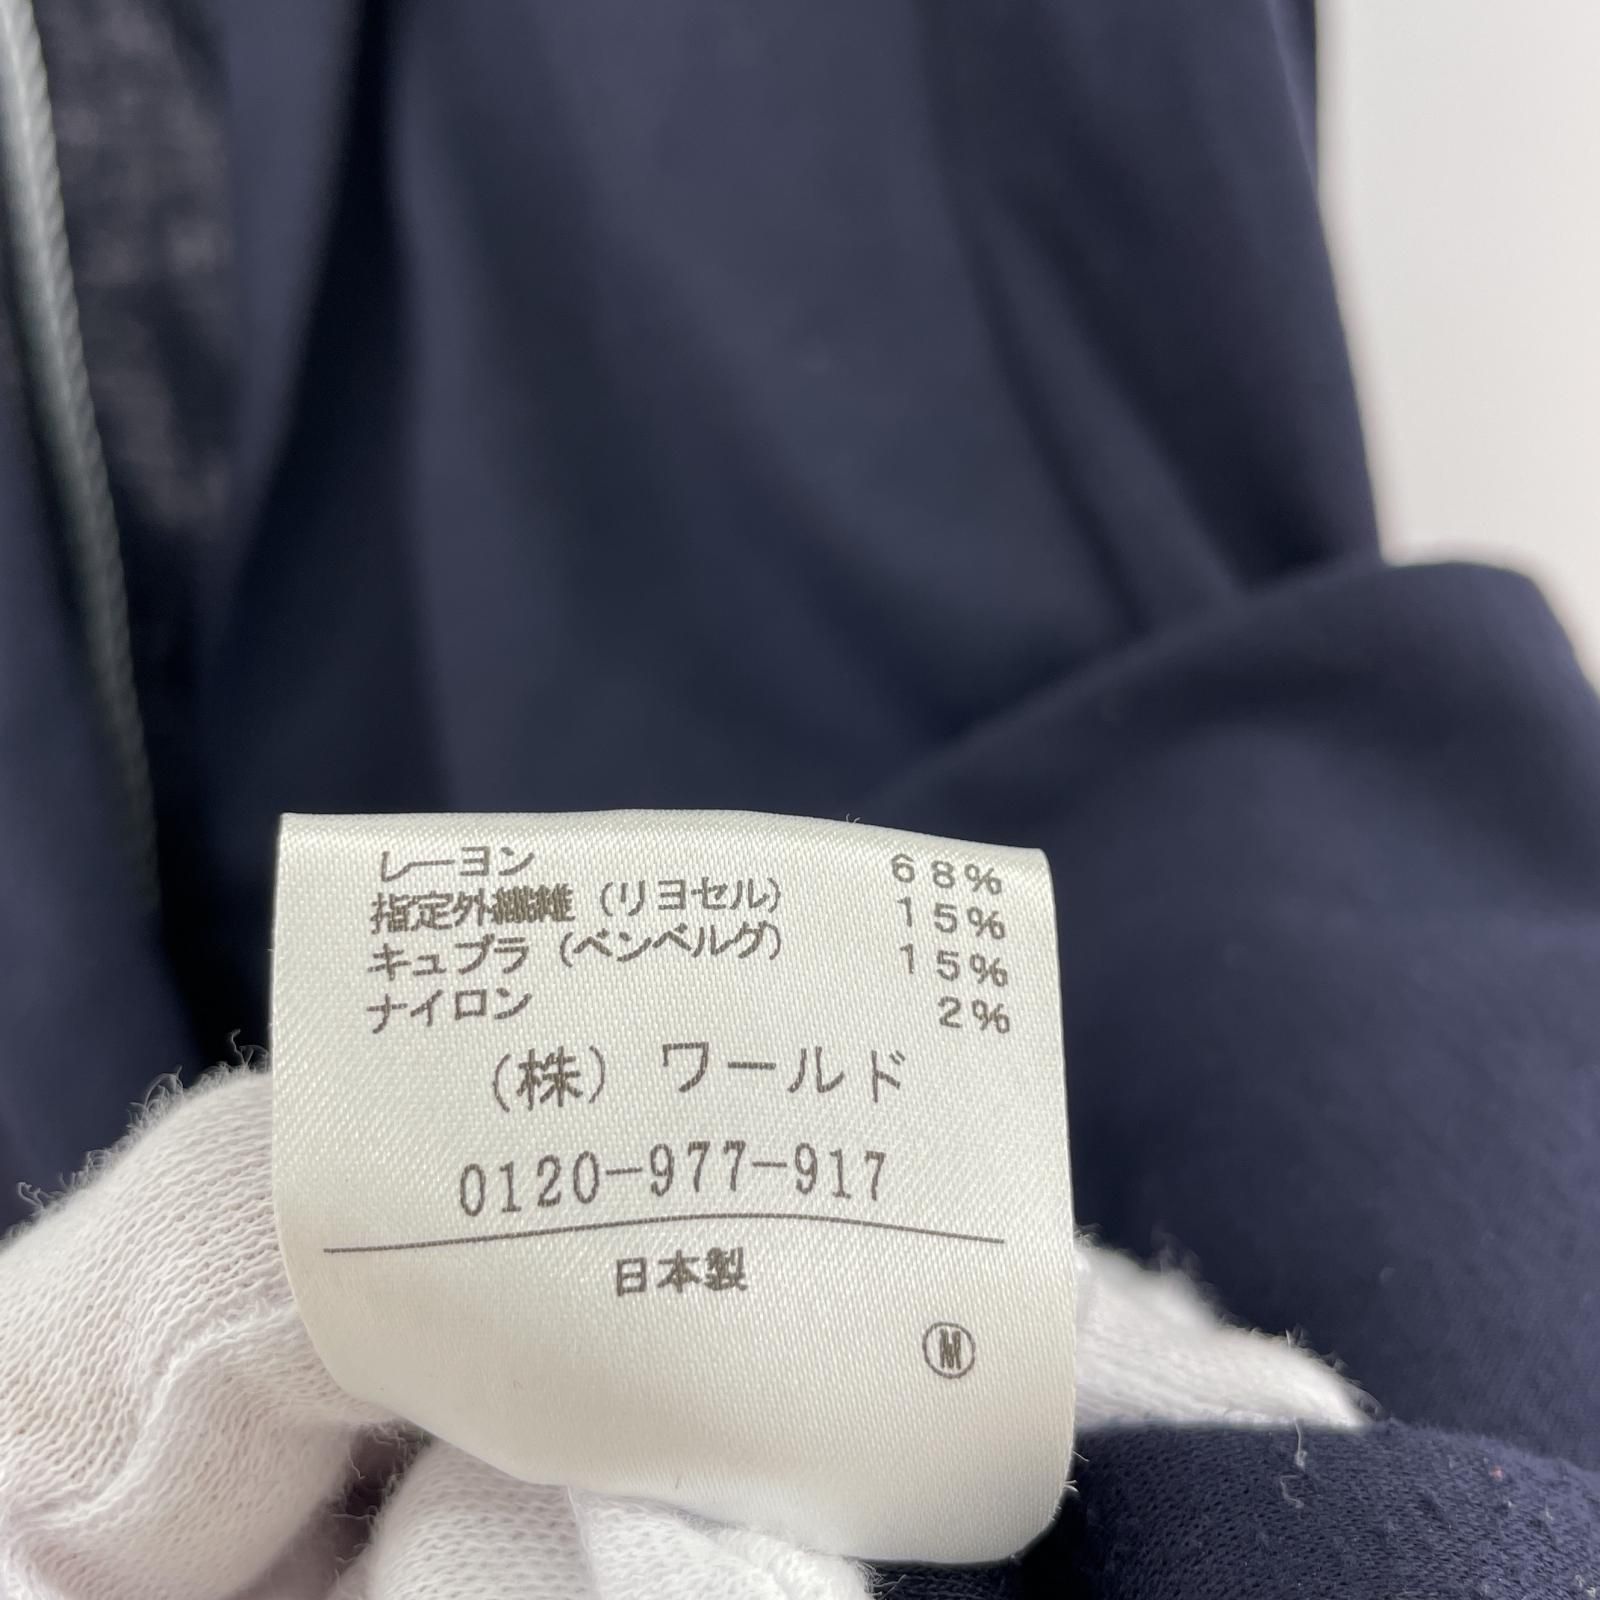 レーヨン 68%
指定外繊維（リヨセル） 15%
キュプラ（ベンベルグ） 15%
ナイロン 2%
（株）ワールド
0120-977-917
日本製
Ⓜ